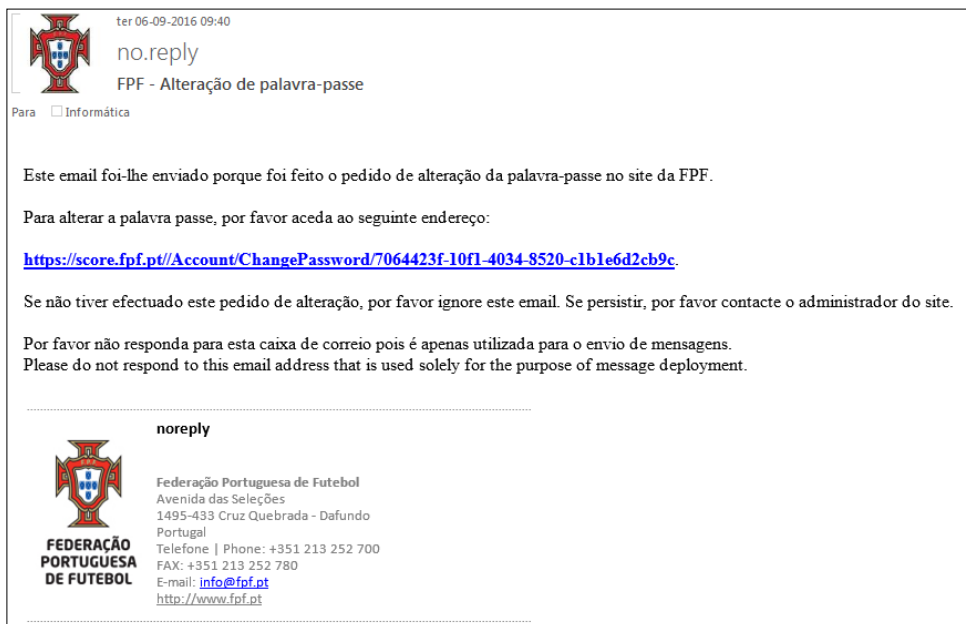 ter 06-09-2016 09:40
no.reply
FPF - Alteração de palavra-passe
Para Informática
Este email foi-lhe enviado porque foi feito o pedido de alteração da palavra-passe no site da FPF.
Para alterar a palavra passe, por favor aceda ao seguinte endereço:
https://score.fpf.pt//Account/ChangePassword/7064423f-10f1-4034-8520-c1b1e6d2cb9c.
Se não tiver efectuado este pedido de alteração, por favor ignore este email. Se persistir, por favor contacte o administrador do site.
Por favor não responda para esta caixa de correio pois é apenas utilizada para o envio de mensagens.
Please do not respond to this email address that is used solely for the purpose of message deployment.
noreply
Federação Portuguesa de Futebol
Avenida das Seleções
1495-433 Cruz Quebrada - Dafundo
Portugal
Telefone | Phone: +351 213 252 700
FAX: +351 213 252 780
E-mail: info@fpf.pt
http://www.fpf.pt
FPF
FEDERAÇÃO
PORTUGUESA
DE FUTEBOL